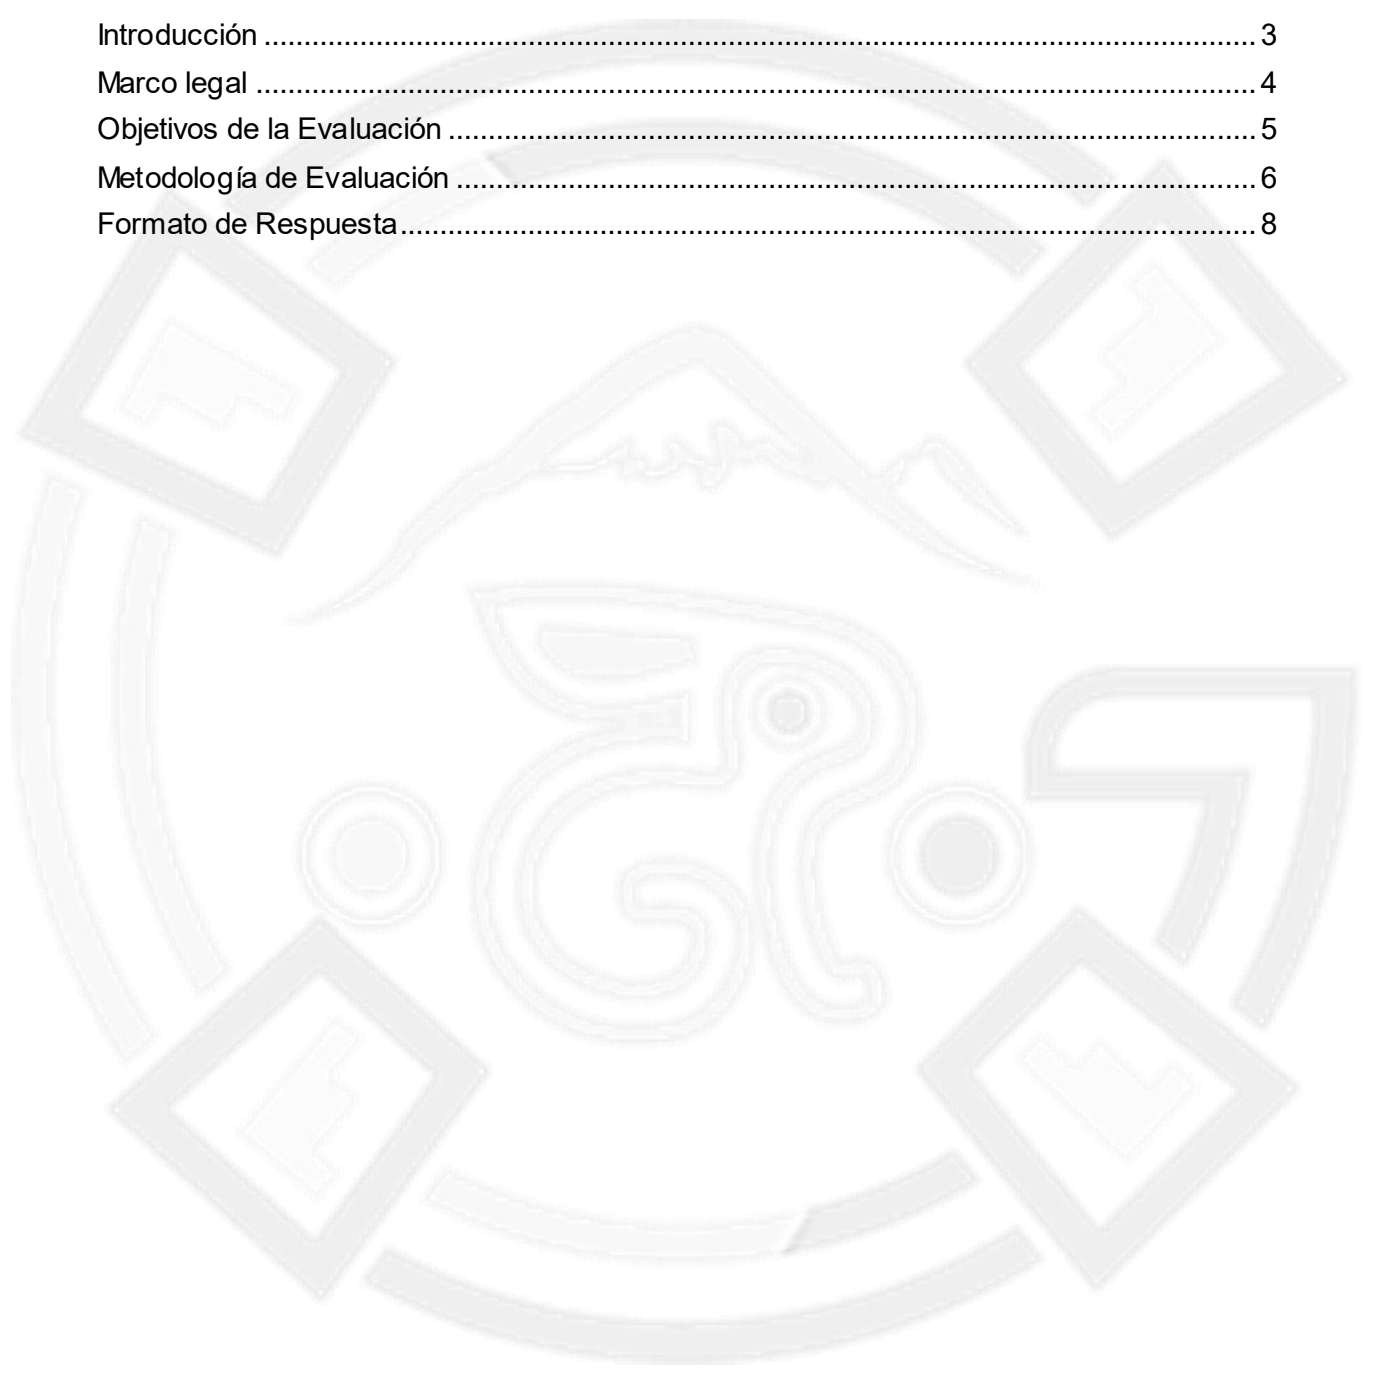 Introducción ........................................................................................................................... 3
Marco legal ............................................................................................................................ 4
Objetivos de la Evaluación .................................................................................................... 5
Metodología de Evaluación ................................................................................................... 6
Formato de Respuesta.......................................................................................................... 8